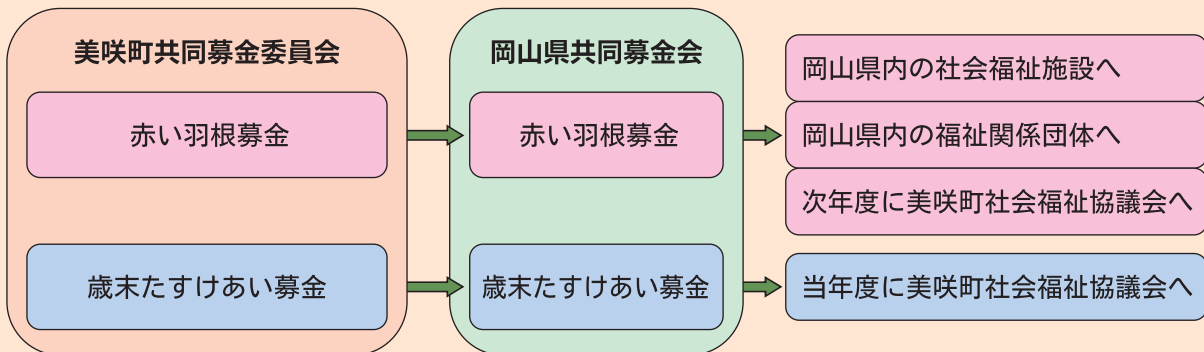 美咲町共同募金委員会
赤い羽根募金
歳末たすけあい募金
岡山県共同募金会
赤い羽根募金
歳末たすけあい募金
岡山県内の社会福祉施設へ
岡山県内の福祉関係団体へ
次年度に美咲町社会福祉協議会へ
当年度に美咲町社会福祉協議会へ